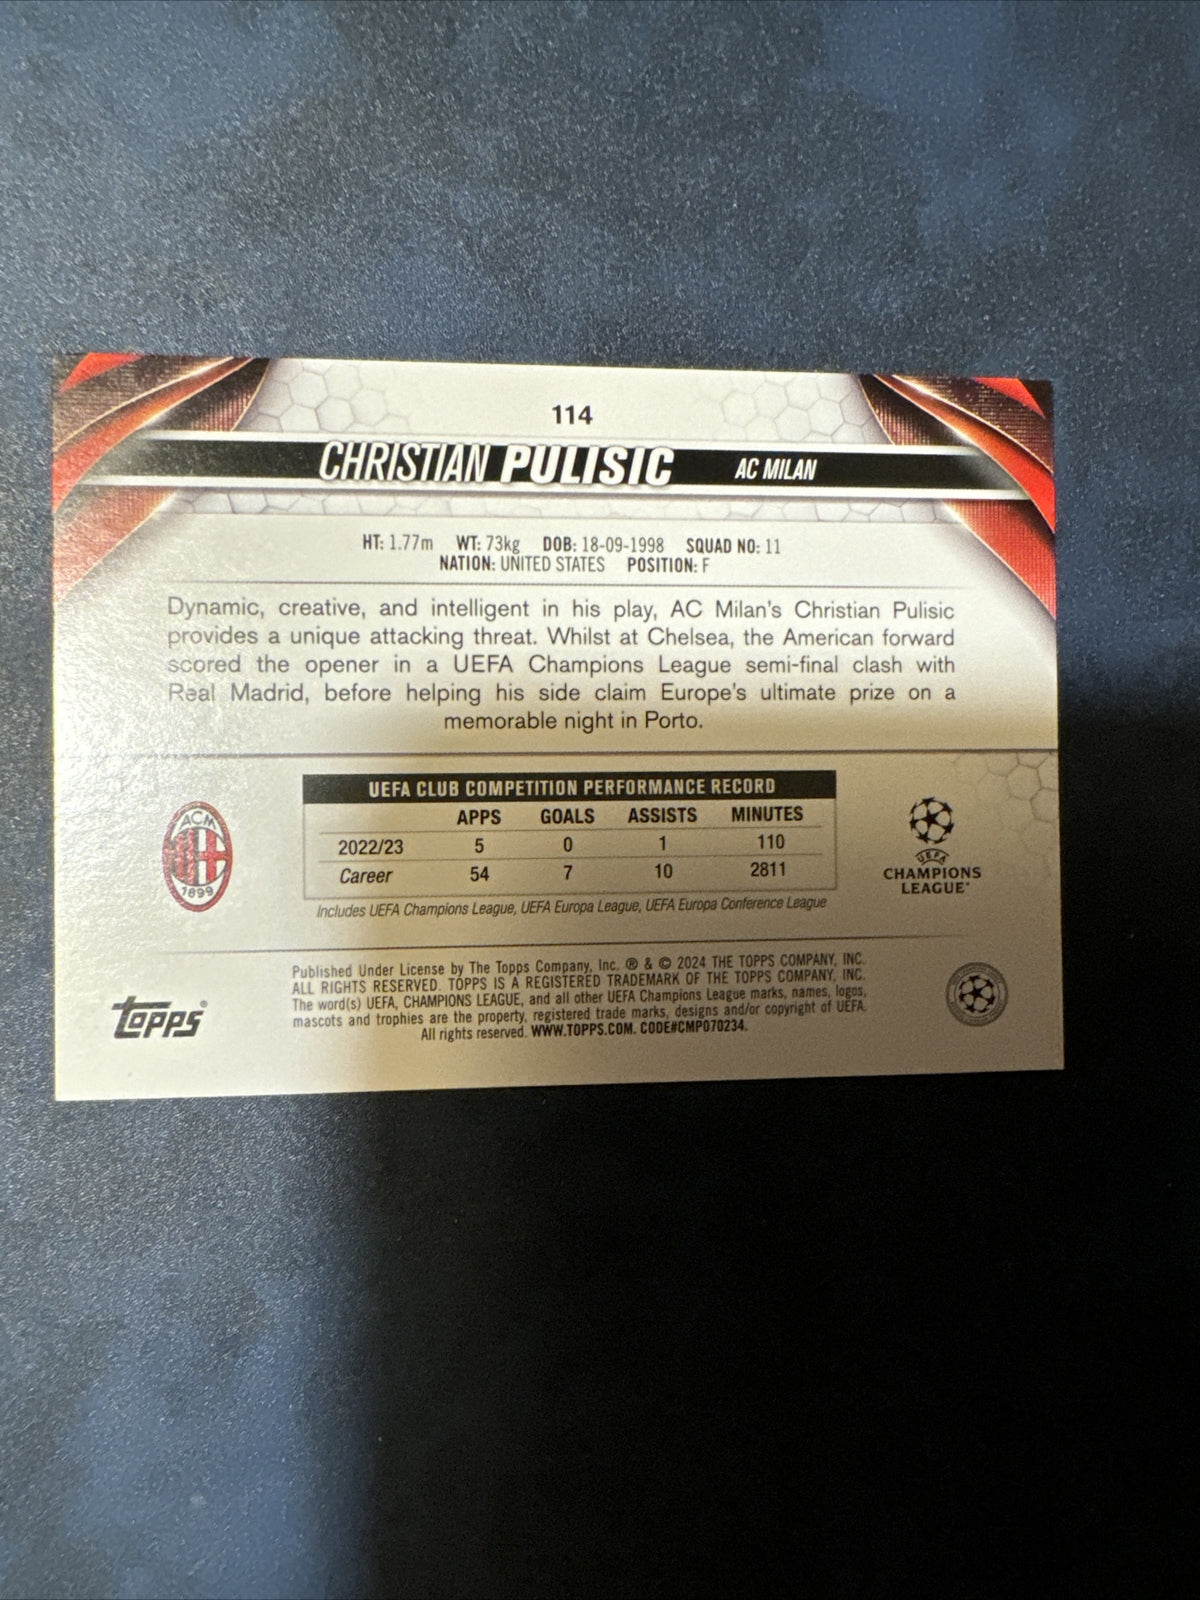 114
CHRISTIAN PULISIC AC MILAN
HT: 1.77m WT: 73kg DOB: 18-09-1998 SQUAD NO: 11
NATION: UNITED STATES POSITION: F
Dynamic, creative, and intelligent in his play, AC Milan's Christian Pulisic
provides a unique attacking threat. Whilst at Chelsea, the American forward
scored the opener in a UEFA Champions League semi-final clash with
Real Madrid, before helping his side claim Europe's ultimate prize on a
memorable night in Porto.
UEFA CLUB COMPETITION PERFORMANCE RECORD
APPS GOALS ASSISTS MINUTES
2022/23 5 0 1 110
Career 54 7 10 2811
Includes UEFA Champions League, UEFA Europa League, UEFA Europa Conference League
ACM
1899
UEFA
CHAMPIONS
LEAGUE®
Topps®
Published Under License by The Topps Company, Inc. ® & © 2024 THE TOPPS COMPANY, INC.
ALL RIGHTS RESERVED. TOPPS IS A REGISTERED TRADEMARK OF THE TOPPS COMPANY, INC.
The word(s) UEFA, CHAMPIONS LEAGUE, and all other UEFA Champions League marks, names, logos,
mascots and trophies are the property, registered trade marks, designs and/or copyright of UEFA.
All rights reserved. WWW.TOPPS.COM. CODE#CMP070234.